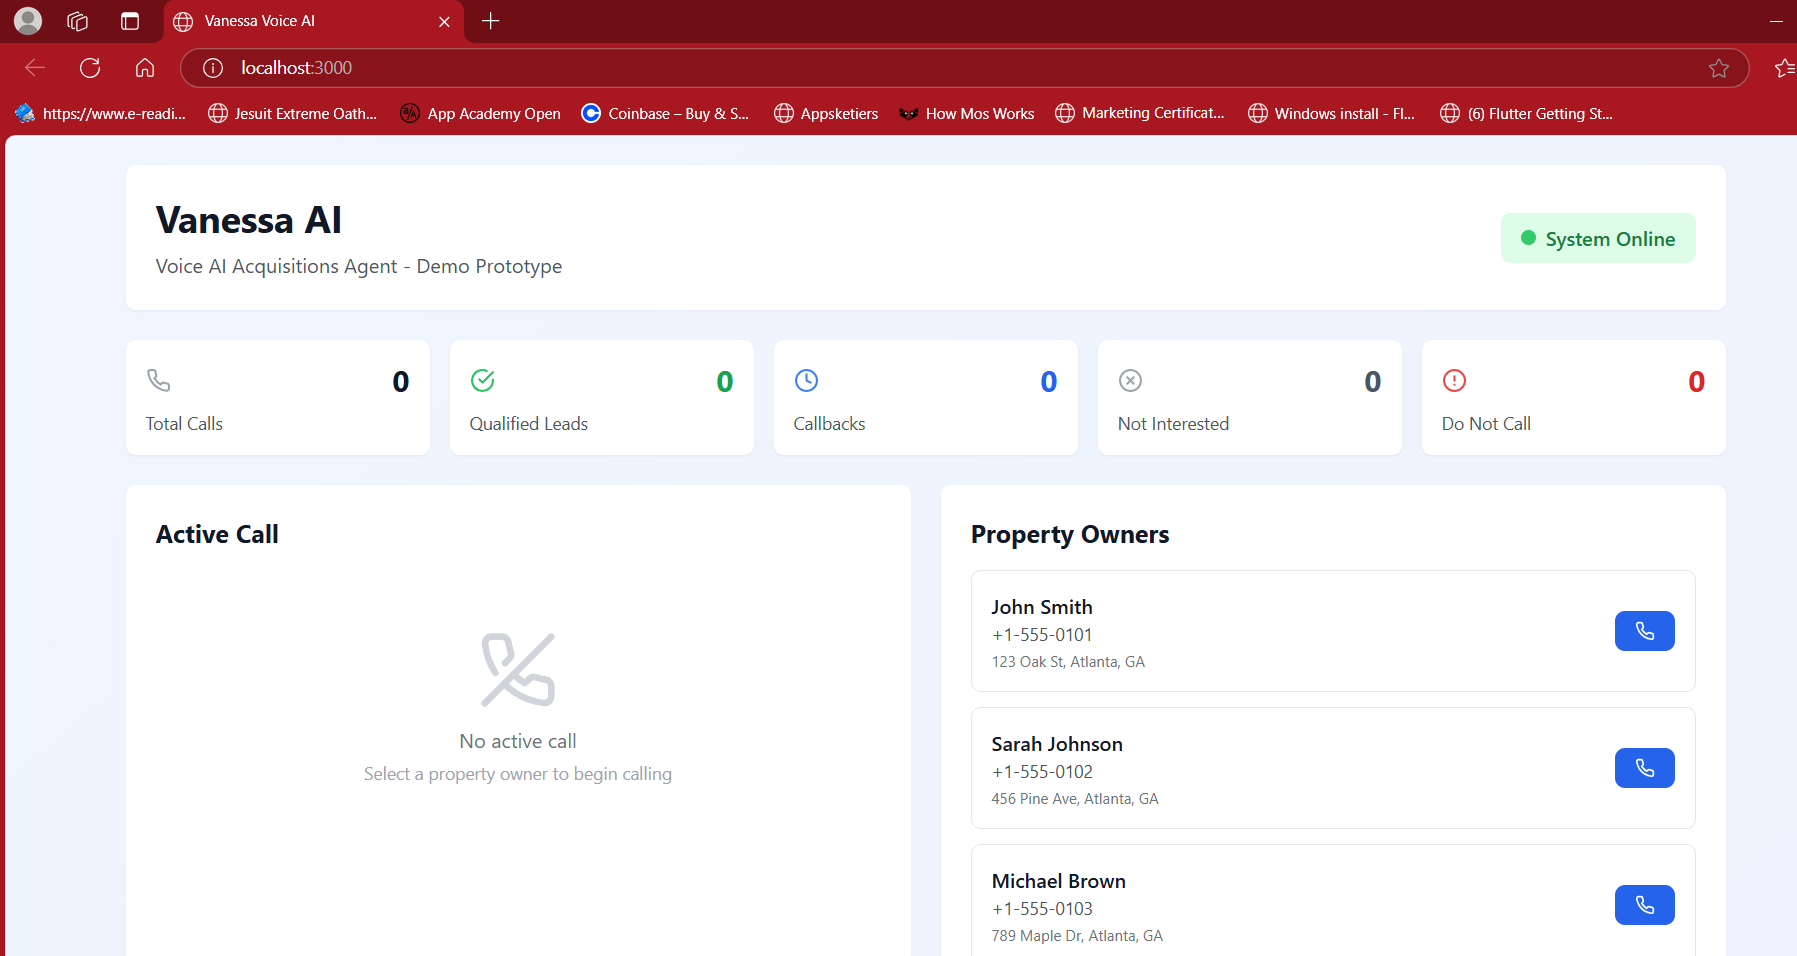 Vanessa Voice AI
localhost:3000
https://www.e-readi... Jesuit Extreme Oath... App Academy Open Coinbase – Buy & S... Appsketiers How Mos Works Marketing Certificat... Windows install - Fl... (6) Flutter Getting St...
Vanessa AI
Voice AI Acquisitions Agent - Demo Prototype
System Online
0
Total Calls
0
Qualified Leads
0
Callbacks
0
Not Interested
0
Do Not Call
Active Call
No active call
Select a property owner to begin calling
Property Owners
John Smith
+1-555-0101
123 Oak St, Atlanta, GA
Sarah Johnson
+1-555-0102
456 Pine Ave, Atlanta, GA
Michael Brown
+1-555-0103
789 Maple Dr, Atlanta, GA